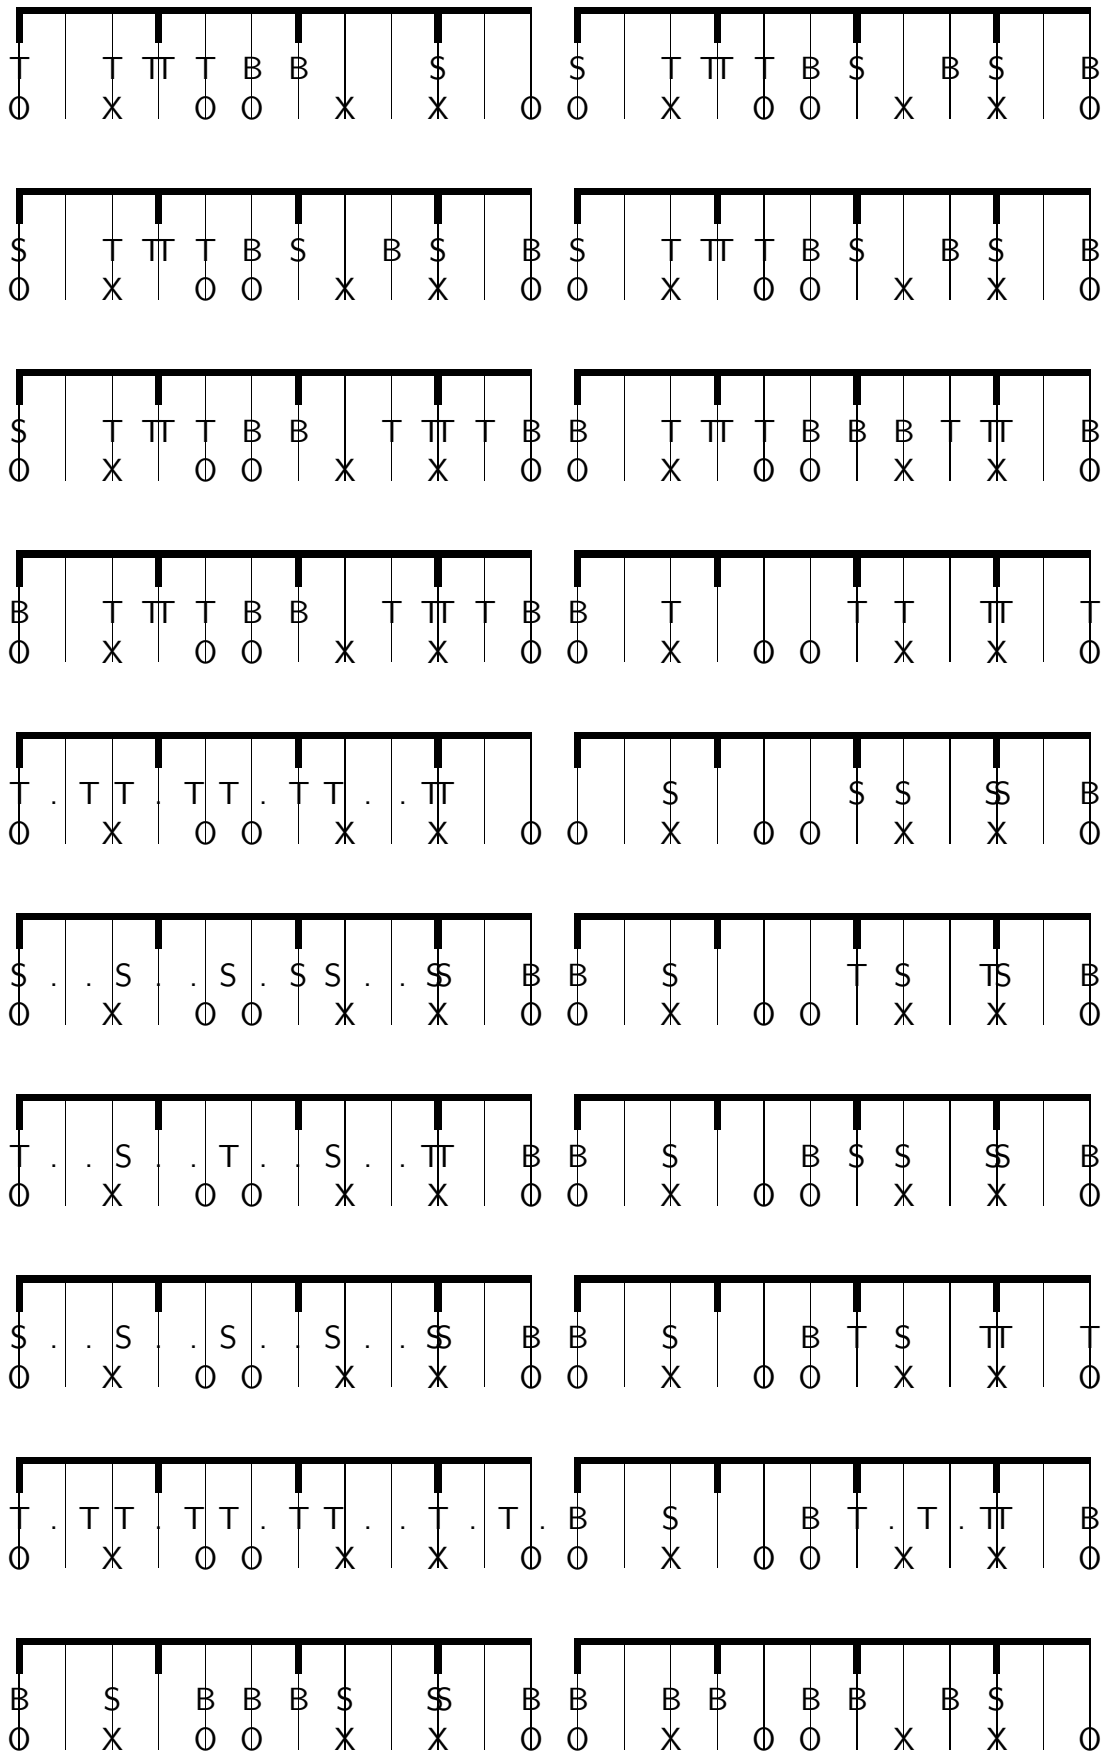 T T TT T B B S S T TT T B S B S B
O X O O X X O O X O O X X O
S T TT T B S B S B S T TT T B S B S B
O X O O X X O O X O O X X O
S T TT T B B T TT T B B T TT T B B B T TT B
O X O O X X O O X O O X X O
B T TT T B B T TT T B B T T T TT T
O X O O X X O O X O O X X O
T . T T . T T . T T . . TT S S S SS B
O X O O X X O O X O O X X O
S . . S . . S . S S . . SS B B S T S TS B
O X O O X X O O X O O X X O
T . . S . . T . . S . . TT B B S B S S SS B
O X O O X X O O X O O X X O
S . . S . . S . . S . . SS B B S B T S TT T
O X O O X X O O X O O X X O
T . T T . T T . T T . . T . T . B S B T . T . TT B
O X O O X X O O X O O X X O
B S B B B S SS B B B B B B B S
O X O O X X O O X O O X X O